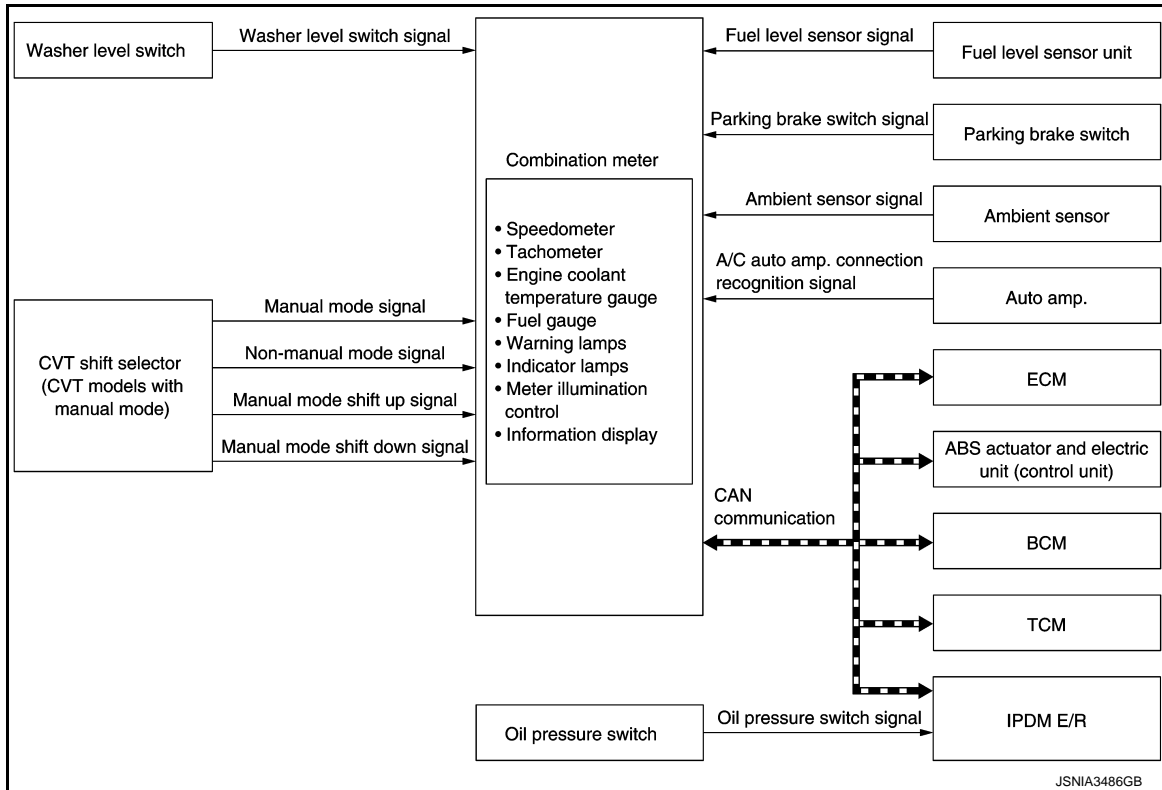 Washer level switch
Washer level switch signal
Fuel level sensor signal
Fuel level sensor unit
Parking brake switch signal
Parking brake switch
Combination meter
Ambient sensor signal
Ambient sensor
• Speedometer
• Tachometer
• Engine coolant
temperature gauge
• Fuel gauge
• Warning lamps
• Indicator lamps
• Meter illumination
control
• Information display
A/C auto amp. connection
recognition signal
Auto amp.
CVT shift selector
(CVT models with
manual mode)
Manual mode signal
Non-manual mode signal
Manual mode shift up signal
Manual mode shift down signal
CAN
communication
ECM
ABS actuator and electric
unit (control unit)
BCM
TCM
IPDM E/R
Oil pressure switch
Oil pressure switch signal
JSNIA3486GB